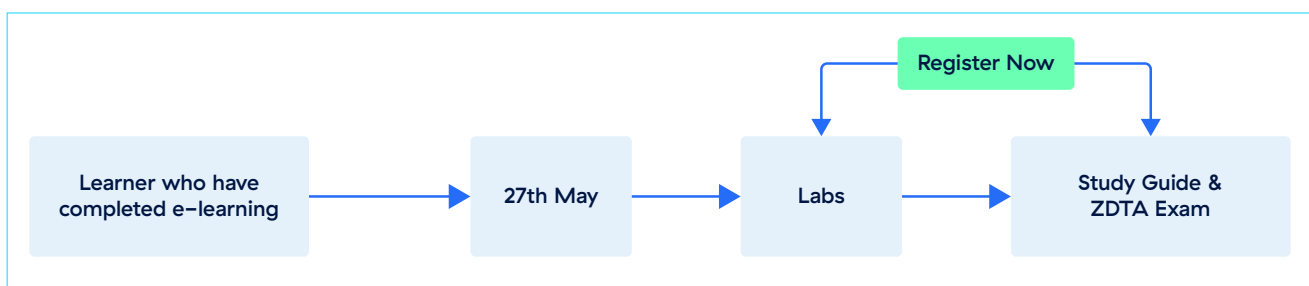 Register Now
Learner who have
completed e-learning
27th May
Labs
Study Guide &
ZDTA Exam